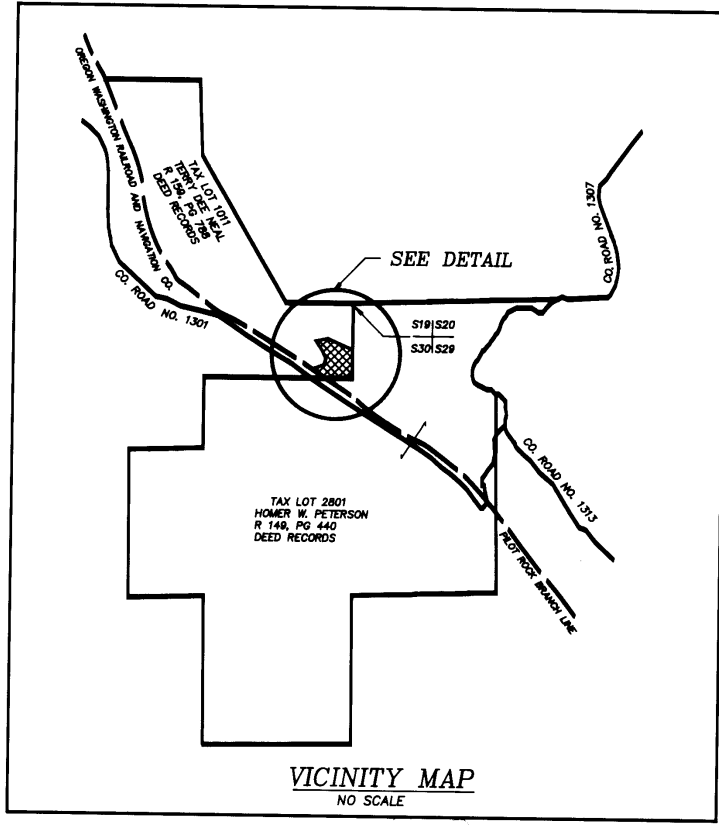 OREGON WASHINGTON RAILROAD AND NAVIGATION CO.
TAX LOT 1011
TERRY DEE NEAL
R 159, PG 788
DEED RECORDS
CO. ROAD NO. 1307
SEE DETAIL
CO. ROAD NO. 1301
S19 S20
S30 S29
CO. ROAD NO. 1313
TAX LOT 2801
HOMER W. PETERSON
R 149, PG 440
DEED RECORDS
PILOT ROCK BRANCH LINE
VICINITY MAP
NO SCALE